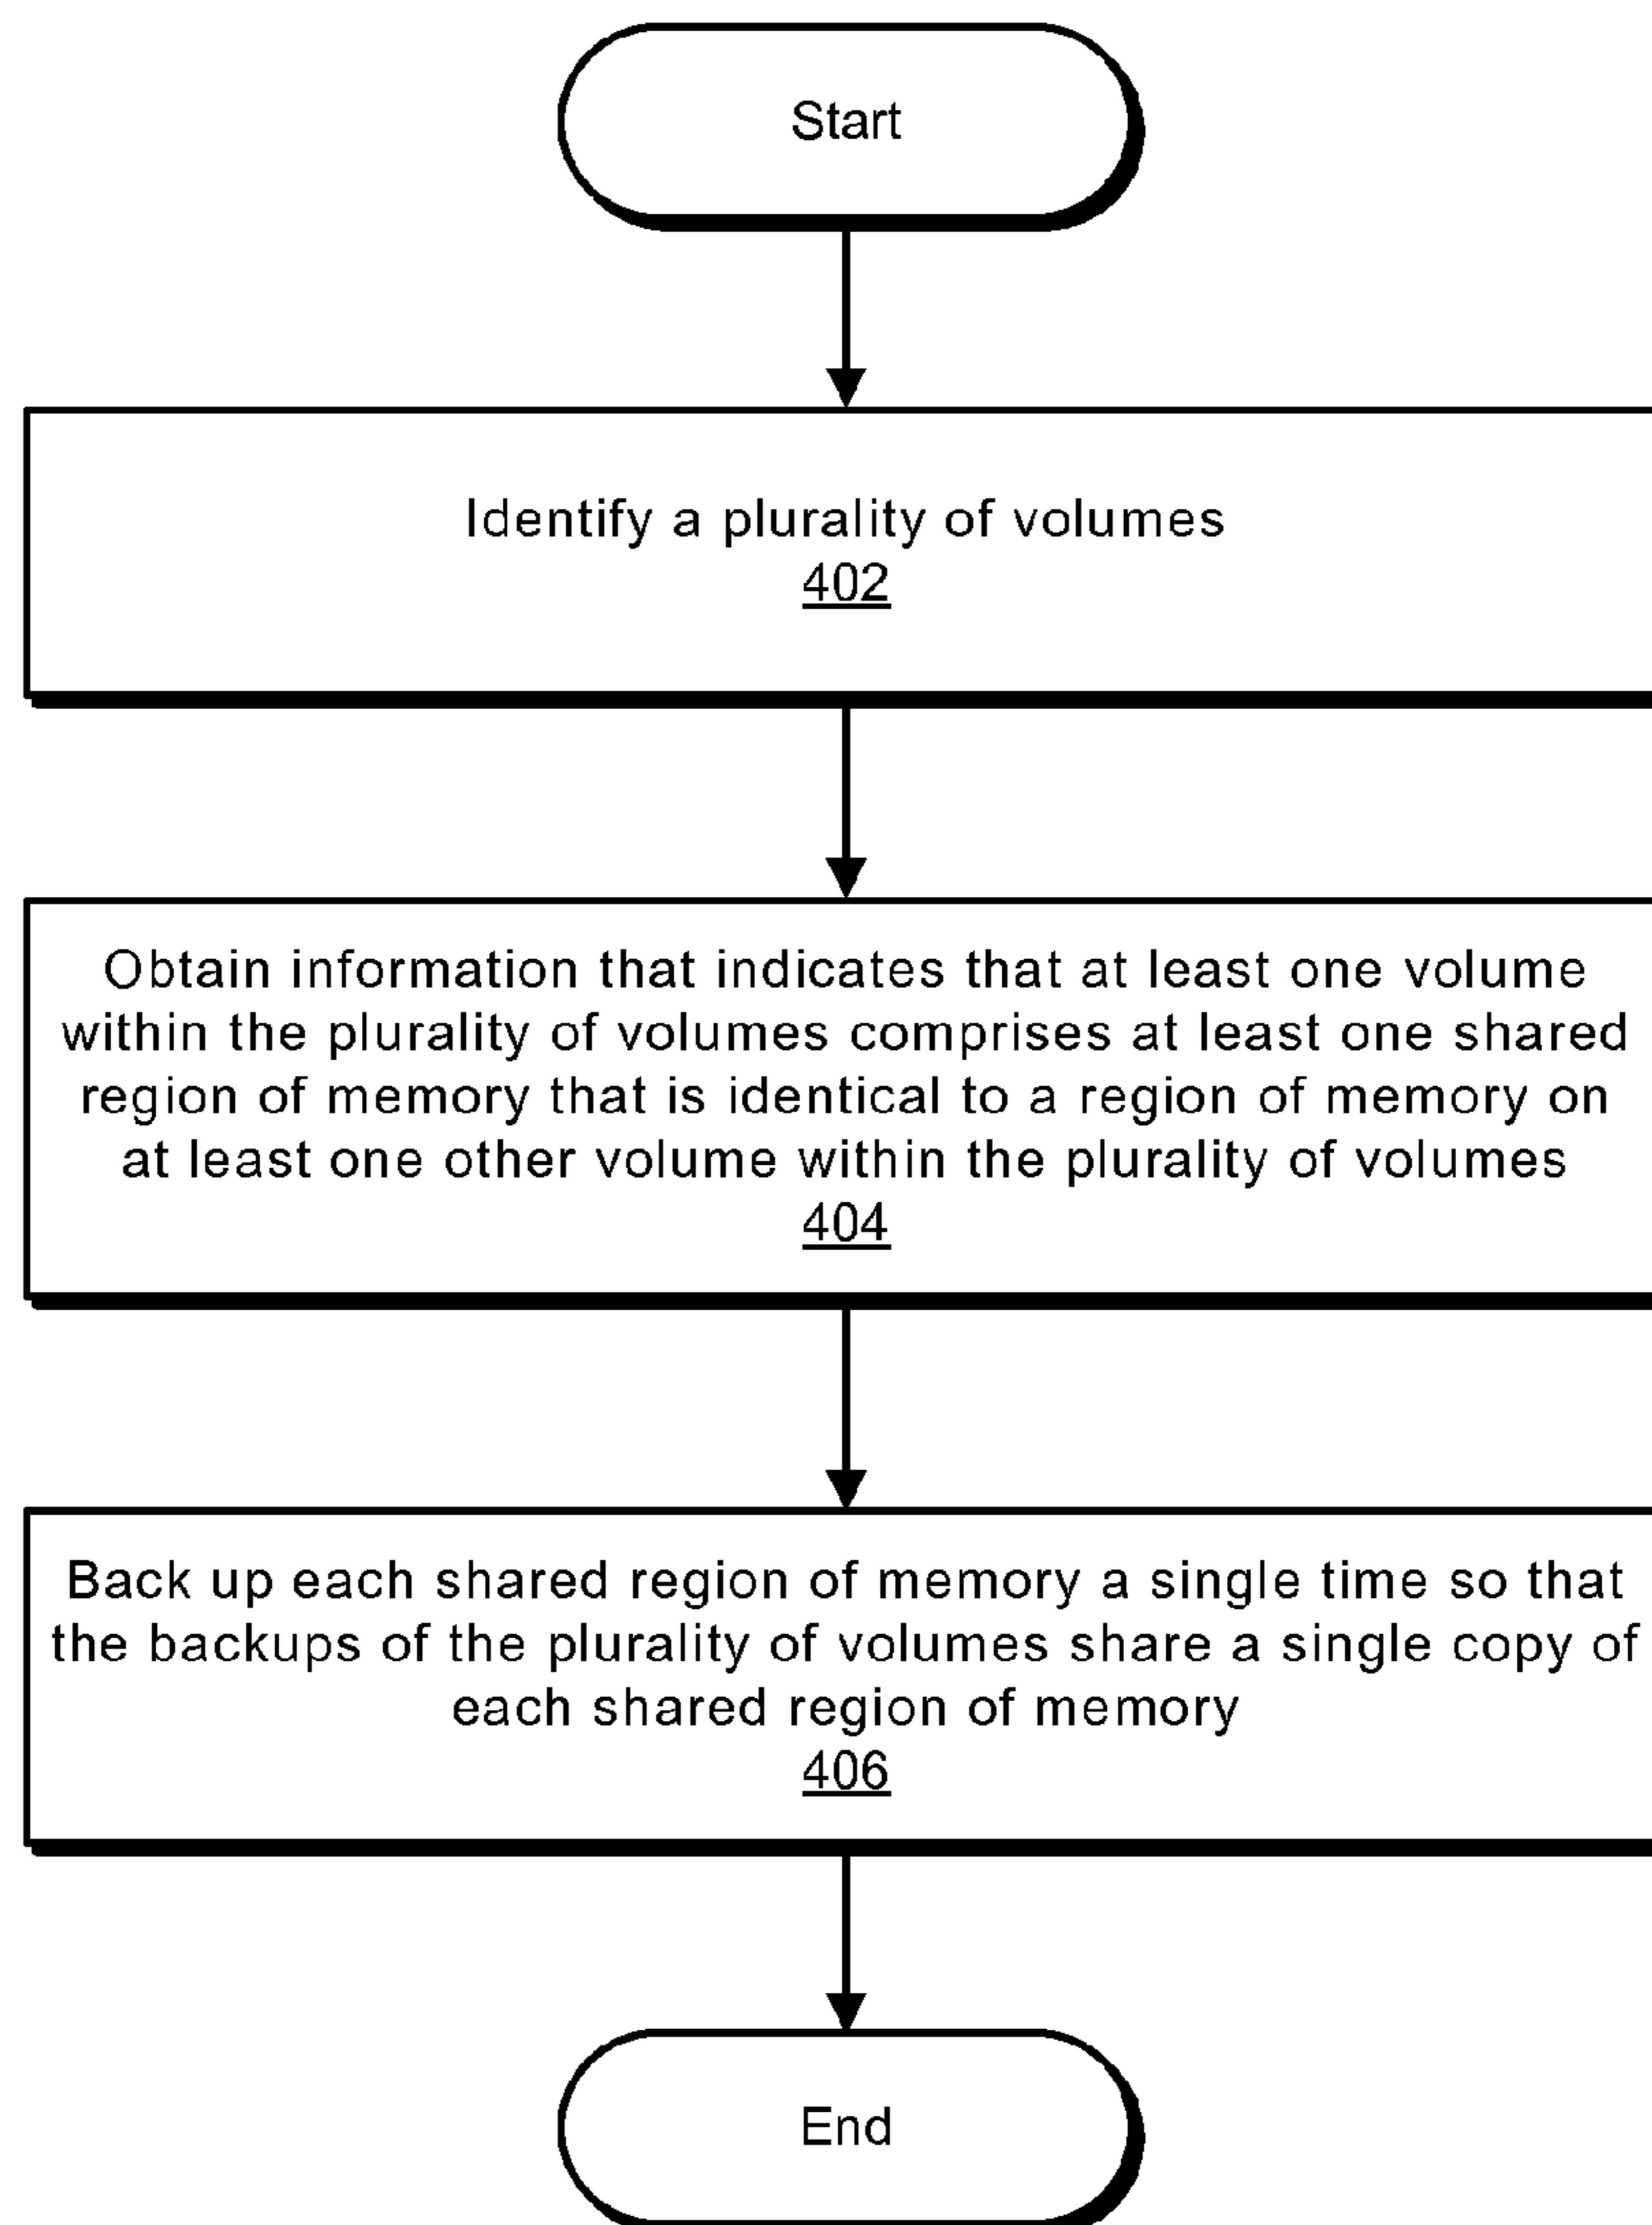 Start
Identify a plurality of volumes
402
Obtain information that indicates that at least one volume
within the plurality of volumes comprises at least one shared
region of memory that is identical to a region of memory on
at least one other volume within the plurality of volumes
404
Back up each shared region of memory a single time so that
the backups of the plurality of volumes share a single copy of
each shared region of memory
406
End